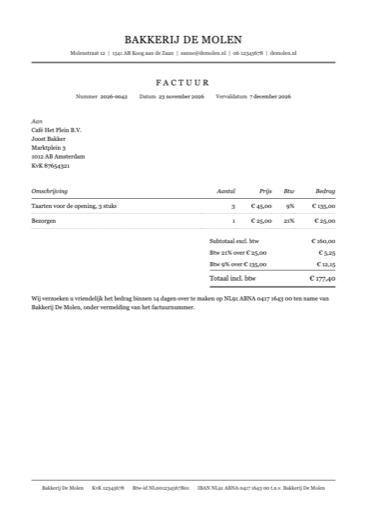 BAKKERIJ DE MOLEN
Molenstraat 12 | 1541 AB Koog aan de Zaan | sanne@demolen.nl | 06 12345678 | demolen.nl
FACTUUR
Nummer 2026-0042 Datum 23 november 2026 Vervaldatum 7 december 2026
Aan
Café Het Plein B.V.
Joost Bakker
Marktplein 3
1012 AB Amsterdam
KvK 87654321
Omschrijving Aantal Prijs Btw Bedrag
Taarten voor de opening, 3 stuks 3 € 45,00 9% € 135,00
Bezorgen 1 € 25,00 21% € 25,00
Subtotaal excl. btw € 160,00
Btw 21% over € 25,00 € 5,25
Btw 9% over € 135,00 € 12,15
Totaal incl. btw € 177,40
Wij verzoeken u vriendelijk het bedrag binnen 14 dagen over te maken op NL91 ABNA 0417 1643 00 ten name van
Bakkerij De Molen, onder vermelding van het factuurnummer.
Bakkerij De Molen KvK 12345678 Btw-id NL001234567B01 IBAN NL91 ABNA 0417 1643 00 t.n.v. Bakkerij De Molen